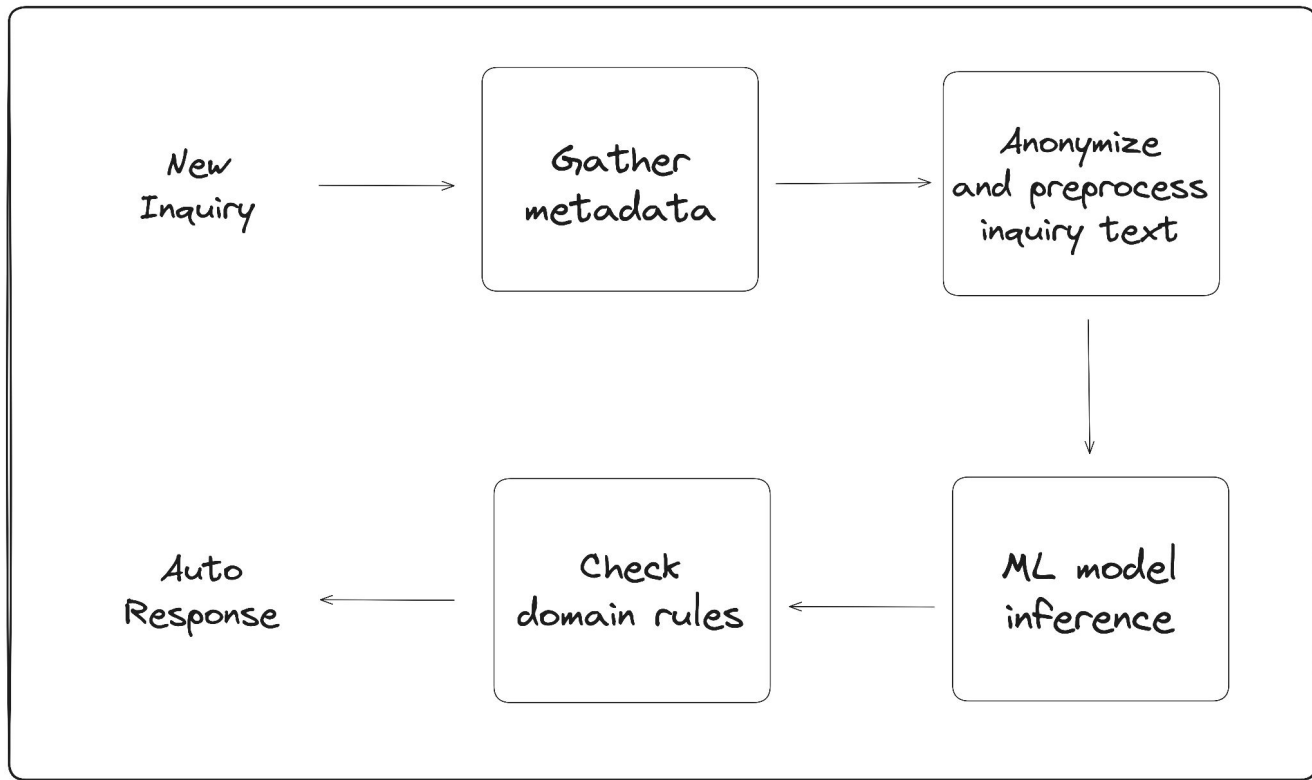 New
Inquiry
Gather
metadata
Anonymize
and preprocess
inquiry text
ML model
inference
Check
domain rules
Auto
Response